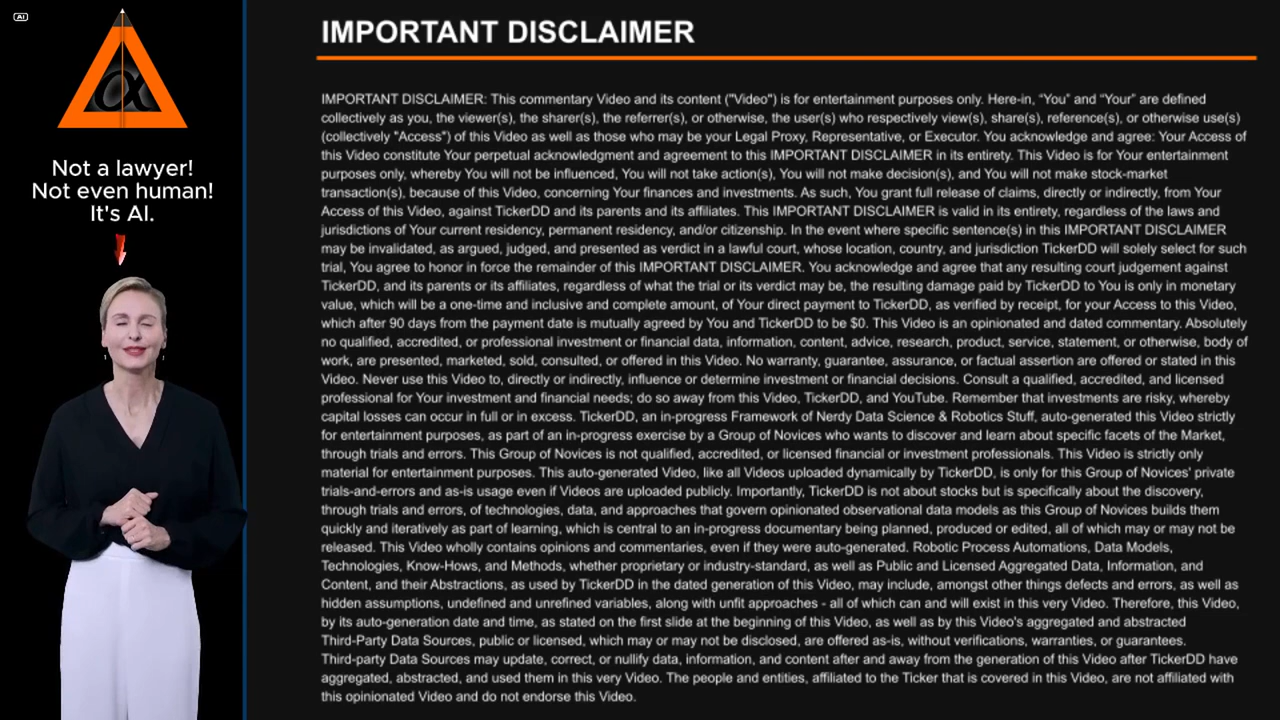 AI
Not a lawyer!
Not even human!
It's AI.
IMPORTANT DISCLAIMER
IMPORTANT DISCLAIMER: This commentary Video and its content ("Video") is for entertainment purposes only. Here-in, “You” and “Your” are defined
collectively as you, the viewer(s), the sharer(s), the referrer(s), or otherwise, the user(s) who respectively view(s), share(s), reference(s), or otherwise use(s)
(collectively "Access") of this Video as well as those who may be your Legal Proxy, Representative, or Executor. You acknowledge and agree: Your Access of
this Video constitute Your perpetual acknowledgment and agreement to this IMPORTANT DISCLAIMER in its entirety. This Video is for Your entertainment
purposes only, whereby You will not be influenced, You will not take action(s), You will not make decision(s), and You will not make stock-market
transaction(s), because of this Video, concerning Your finances and investments. As such, You grant full release of claims, directly or indirectly, from Your
Access of this Video, against TickerDD and its parents and its affiliates. This IMPORTANT DISCLAIMER is valid in its entirety, regardless of the laws and
jurisdictions of Your current residency, permanent residency, and/or citizenship. In the event where specific sentence(s) in this IMPORTANT DISCLAIMER
may be invalidated, as argued, judged, and presented as verdict in a lawful court, whose location, country, and jurisdiction TickerDD will solely select for such
trial, You agree to honor in force the remainder of this IMPORTANT DISCLAIMER. You acknowledge and agree that any resulting court judgement against
TickerDD, and its parents or its affiliates, regardless of what the trial or its verdict may be, the resulting damage paid by TickerDD to You is only in monetary
value, which will be a one-time and inclusive and complete amount, of Your direct payment to TickerDD, as verified by receipt, for your Access to this Video,
which after 90 days from the payment date is mutually agreed by You and TickerDD to be $0. This Video is an opinionated and dated commentary. Absolutely
no qualified, accredited, or professional investment or financial data, information, content, advice, research, product, service, statement, or otherwise, body of
work, are presented, marketed, sold, consulted, or offered in this Video. No warranty, guarantee, assurance, or factual assertion are offered or stated in this
Video. Never use this Video to, directly or indirectly, influence or determine investment or financial decisions. Consult a qualified, accredited, and licensed
professional for Your investment and financial needs; do so away from this Video, TickerDD, and YouTube. Remember that investments are risky, whereby
capital losses can occur in full or in excess. TickerDD, an in-progress Framework of Nerdy Data Science & Robotics Stuff, auto-generated this Video strictly
for entertainment purposes, as part of an in-progress exercise by a Group of Novices who wants to discover and learn about specific facets of the Market,
through trials and errors. This Group of Novices is not qualified, accredited, or licensed financial or investment professionals. This Video is strictly only
material for entertainment purposes. This auto-generated Video, like all Videos uploaded dynamically by TickerDD, is only for this Group of Novices' private
trials-and-errors and as-is usage even if Videos are uploaded publicly. Importantly, TickerDD is not about stocks but is specifically about the discovery,
through trials and errors, of technologies, data, and approaches that govern opinionated observational data models as this Group of Novices builds them
quickly and iteratively as part of learning, which is central to an in-progress documentary being planned, produced or edited, all of which may or may not be
released. This Video wholly contains opinions and commentaries, even if they were auto-generated. Robotic Process Automations, Data Models,
Technologies, Know-Hows, and Methods, whether proprietary or industry-standard, as well as Public and Licensed Aggregated Data, Information, and
Content, and their Abstractions, as used by TickerDD in the dated generation of this Video, may include, amongst other things defects and errors, as well as
hidden assumptions, undefined and unrefined variables, along with unfit approaches - all of which can and will exist in this very Video. Therefore, this Video,
by its auto-generation date and time, as stated on the first slide at the beginning of this Video, as well as by this Video's aggregated and abstracted
Third-Party Data Sources, public or licensed, which may or may not be disclosed, are offered as-is, without verifications, warranties, or guarantees.
Third-party Data Sources may update, correct, or nullify data, information, and content after and away from the generation of this Video after TickerDD have
aggregated, abstracted, and used them in this very Video. The people and entities, affiliated to the Ticker that is covered in this Video, are not affiliated with
this opinionated Video and do not endorse this Video.